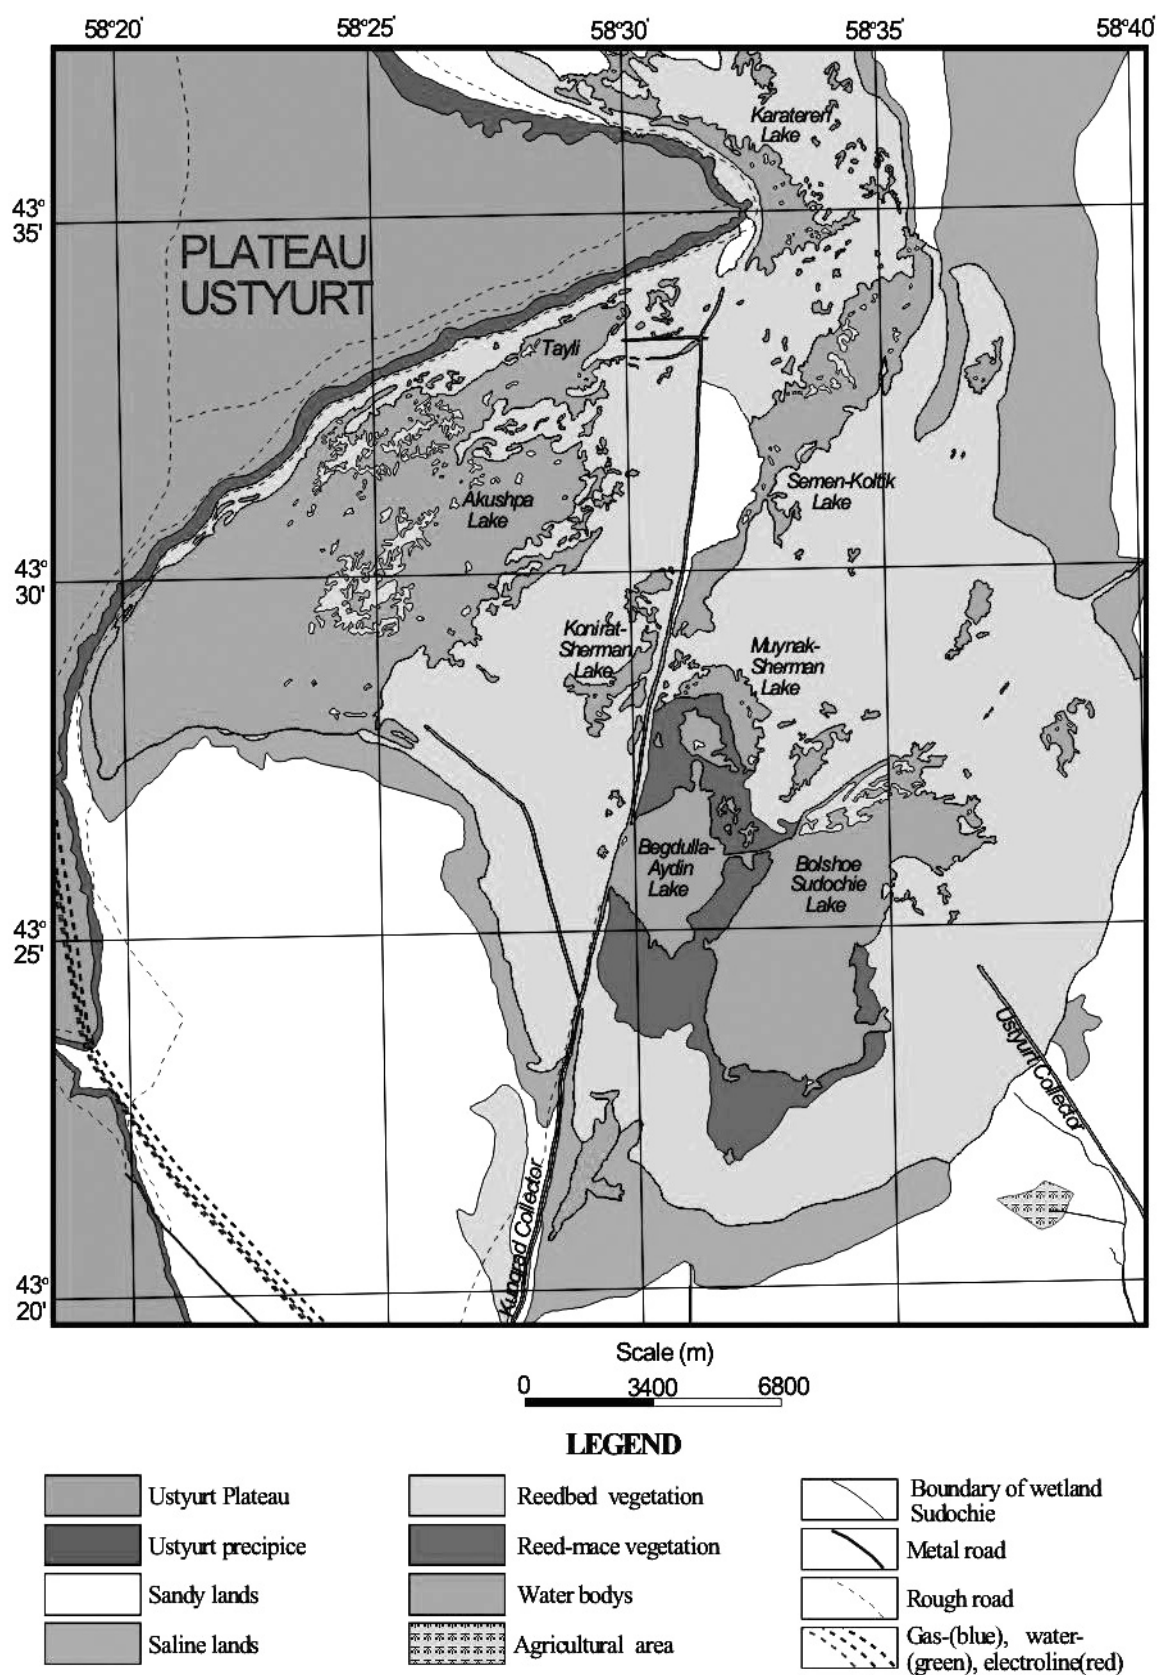 58°20' 58°25' 58°30' 58°35' 58°40'
Karateren
Lake
43°
35'
PLATEAU
USTYURT
Tayli
Akushpa
Lake
Semen-Koltik
Lake
43°
30'
Konirat-
Sherman
Lake
Muynak-
Sherman
Lake
Begdulla-
Aydin
Lake
Bolshoe
Sudochie
Lake
43°
25'
Ustyurt Collector
Kungrad Collector
43°
20'
Scale (m)
0 3400 6800
LEGEND
Ustyurt Plateau
Ustyurt precipice
Sandy lands
Saline lands
Reedbed vegetation
Reed-mace vegetation
Water bodys
Agricultural area
Boundary of wetland
Sudochie
Metal road
Rough road
Gas-(blue), water-
(green), electroline(red)